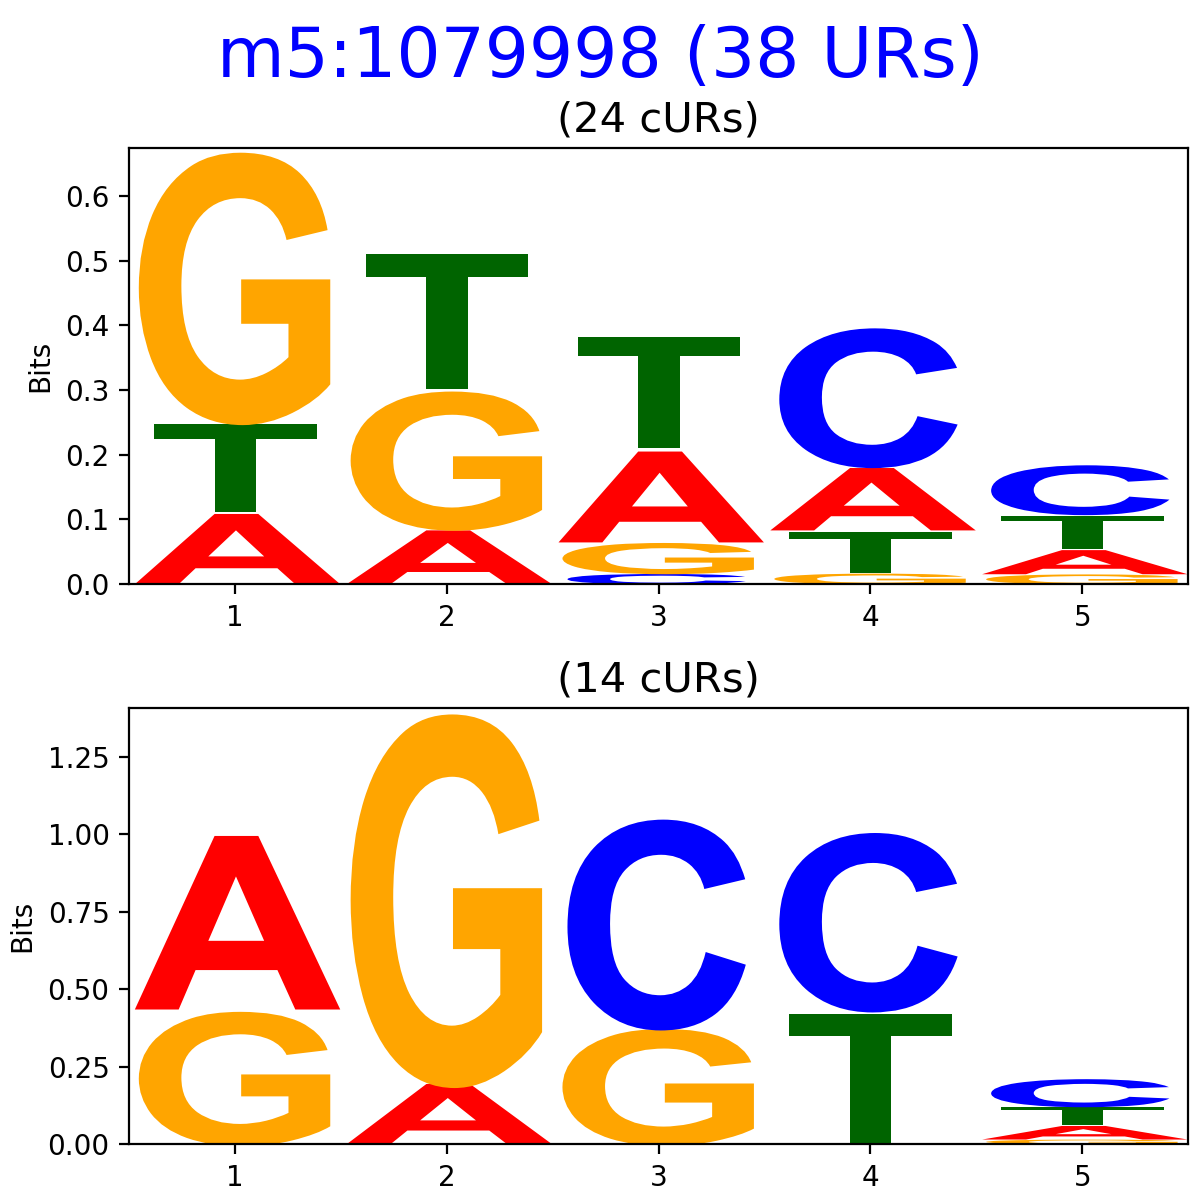 m5:1079998 (38 URs)
(24 cURs)
Bits
0.6
0.5
0.4
0.3
0.2
0.1
0.0
G T A
T G A
T A G C
C A T G
C T A G
1 2 3 4 5
(14 cURs)
Bits
1.25
1.00
0.75
0.50
0.25
0.00
A G
G A
C G
C T
C T A G
1 2 3 4 5